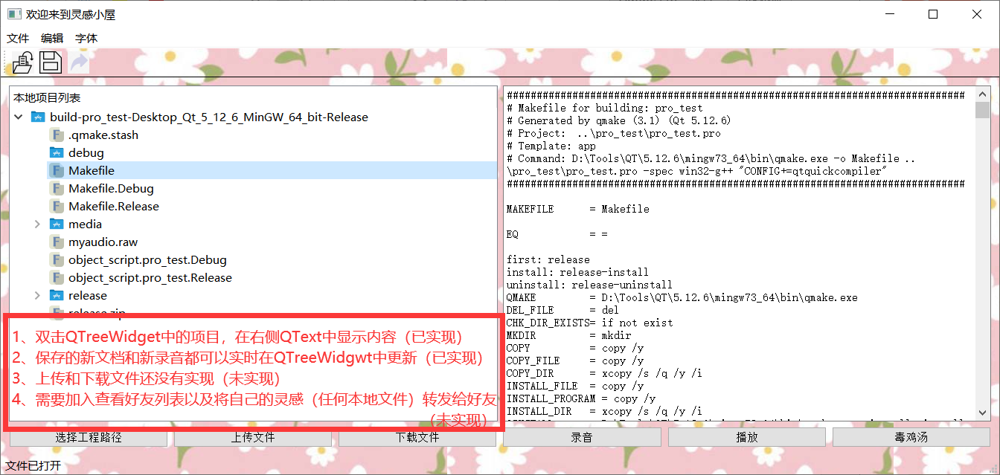 欢迎来到灵感小屋
文件 编辑 字体
本地项目列表
build-pro_test-Desktop_Qt_5_12_6_MinGW_64_bit-Release
.qmake.stash
debug
Makefile
Makefile.Debug
Makefile.Release
media
myaudio.raw
object_script.pro_test.Debug
object_script.pro_test.Release
release
release.zip
1、双击QTreeWidget中的项目，在右侧QText中显示内容（已实现）
2、保存的新文档和新录音都可以实时在QTreeWidgwt中更新（已实现）
3、上传和下载文件还没有实现（未实现）
4、需要加入查看好友列表以及将自己的灵感（任何本地文件）转发给好友
（未实现）
#############################################################################
# Makefile for building: pro_test
# Generated by qmake (3.1) (Qt 5.12.6)
# Project:  ..\pro_test\pro_test.pro
# Template: app
# Command: D:\Tools\QT\5.12.6\mingw73_64\bin\qmake.exe -o Makefile ..
\pro_test\pro_test.pro -spec win32-g++ "CONFIG+=qtquickcompiler"
#############################################################################
MAKEFILE      = Makefile
EQ            = =
first: release
install: release-install
uninstall: release-uninstall
QMAKE         = D:\Tools\QT\5.12.6\mingw73_64\bin\qmake.exe
DEL_FILE      = del
CHK_DIR_EXISTS= if not exist
MKDIR         = mkdir
COPY          = copy /y
COPY_FILE     = copy /y
COPY_DIR      = xcopy /s /q /y /i
INSTALL_FILE  = copy /y
INSTALL_PROGRAM = copy /y
INSTALL_DIR   = xcopy /s /q /y /i
选择工程路径 上传文件 下载文件 录音 播放 毒鸡汤
文件已打开